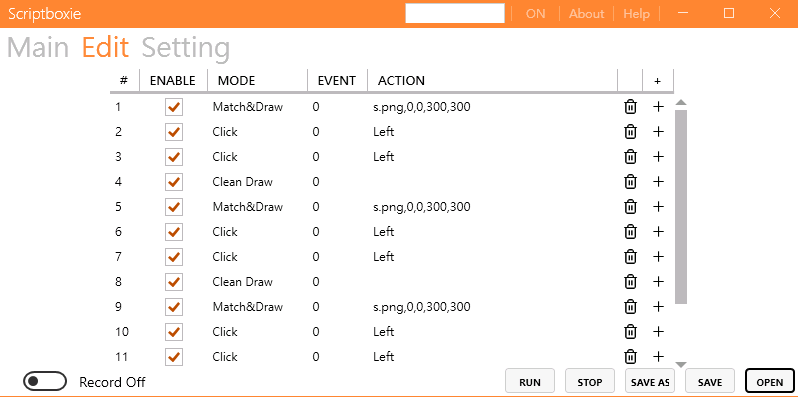 Scriptboxie ON About Help
Main Edit Setting
# ENABLE MODE EVENT ACTION +
1 Match&Draw 0 s.png,0,0,300,300
2 Click 0 Left
3 Click 0 Left
4 Clean Draw 0
5 Match&Draw 0 s.png,0,0,300,300
6 Click 0 Left
7 Click 0 Left
8 Clean Draw 0
9 Match&Draw 0 s.png,0,0,300,300
10 Click 0 Left
11 Click 0 Left
Record Off RUN STOP SAVE AS SAVE OPEN